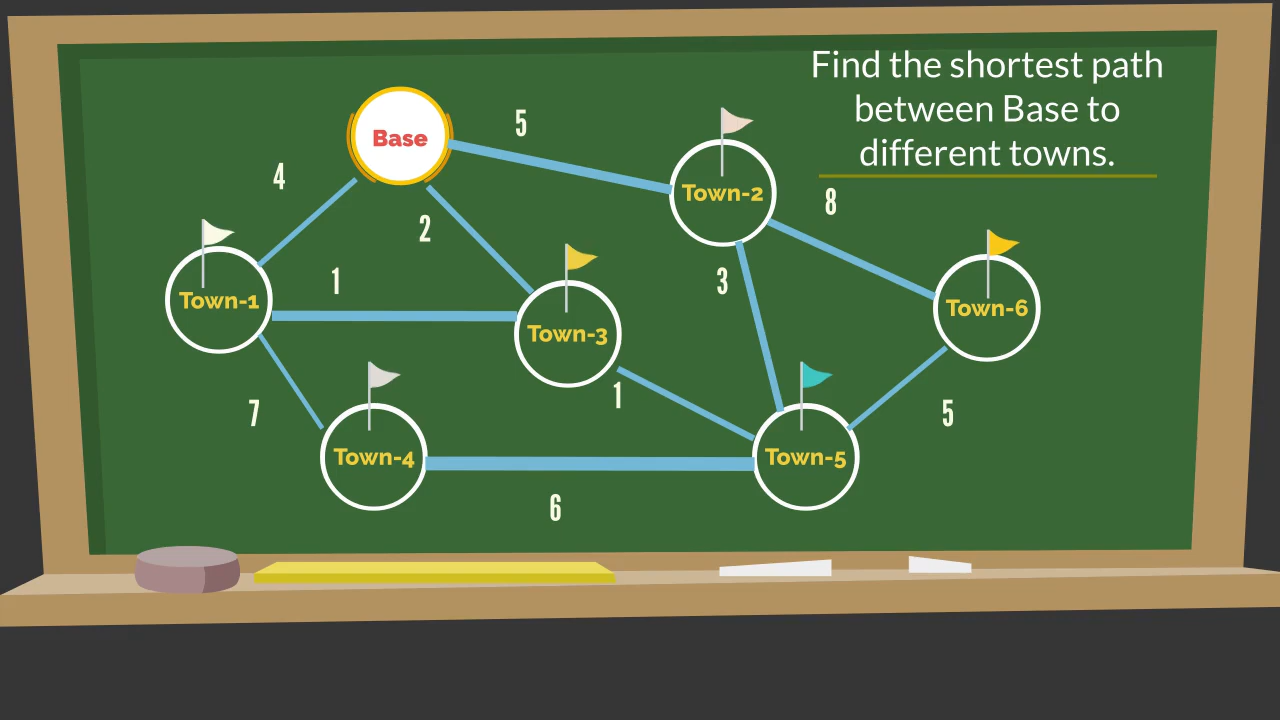 Find the shortest path
between Base to
different towns.
Base
5
4
Town-2
8
2
Town-1
1
3
Town-6
Town-3
1
7
5
Town-4
Town-5
6